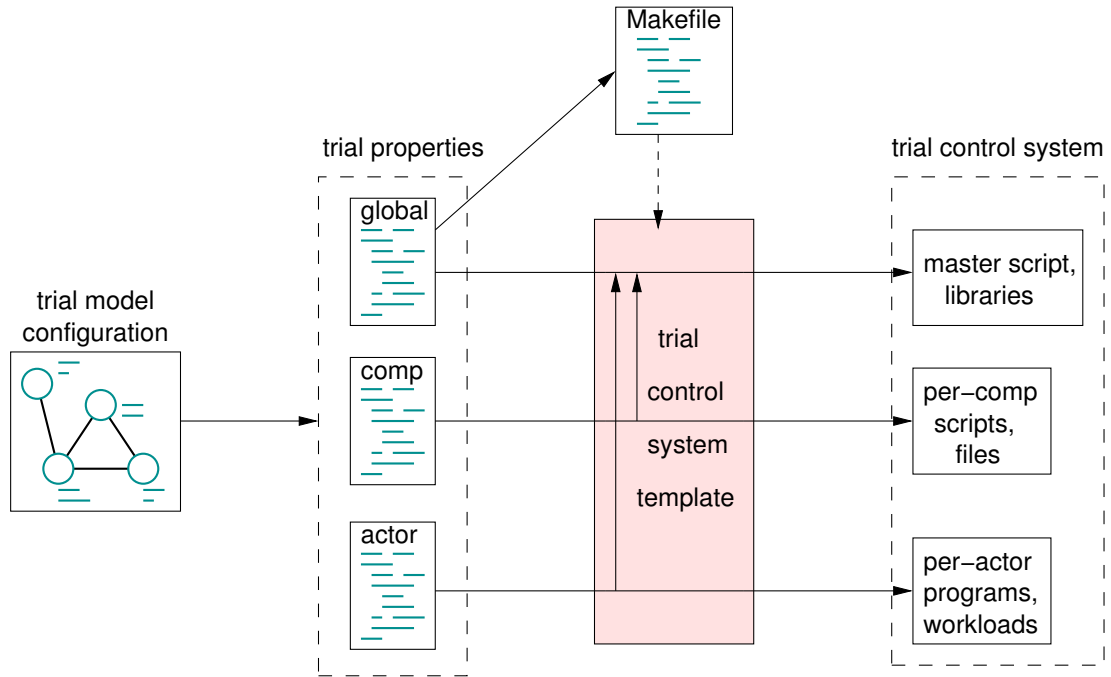 Makefile
trial properties
trial control system
global
master script,
libraries
trial model
configuration
trial
control
system
template
comp
per−comp
scripts,
files
actor
per−actor
programs,
workloads